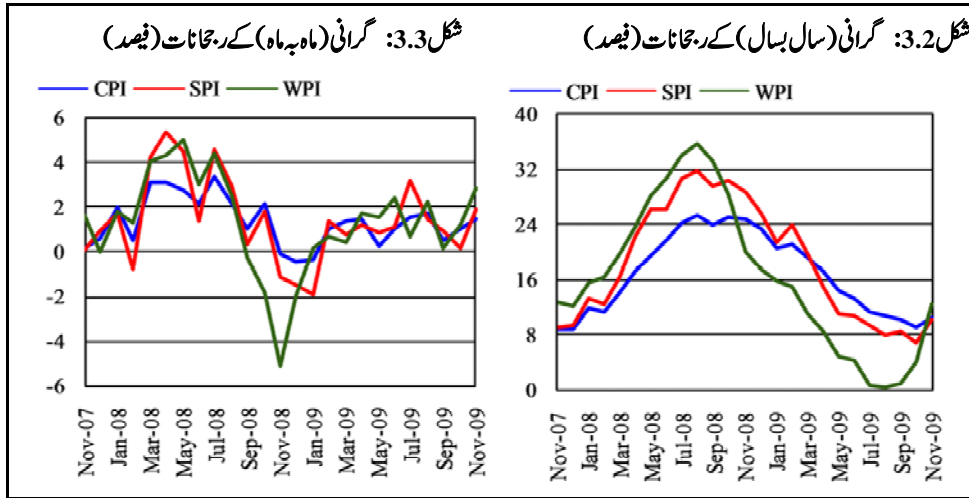 شکل3.2: گرانی(سال بسال)کے رجحانات(فیصد)
CPI SPI WPI
40
32
24
16
8
0
Nov-07 Jan-08 Mar-08 May-08 Jul-08 Sep-08 Nov-08 Jan-09 Mar-09 May-09 Jul-09 Sep-09 Nov-09
شکل3.3: گرانی(ماہ بہ ماہ)کے رجحانات(فیصد)
CPI SPI WPI
6
4
2
0
-2
-4
-6
Nov-07 Jan-08 Mar-08 May-08 Jul-08 Sep-08 Nov-08 Jan-09 Mar-09 May-09 Jul-09 Sep-09 Nov-09